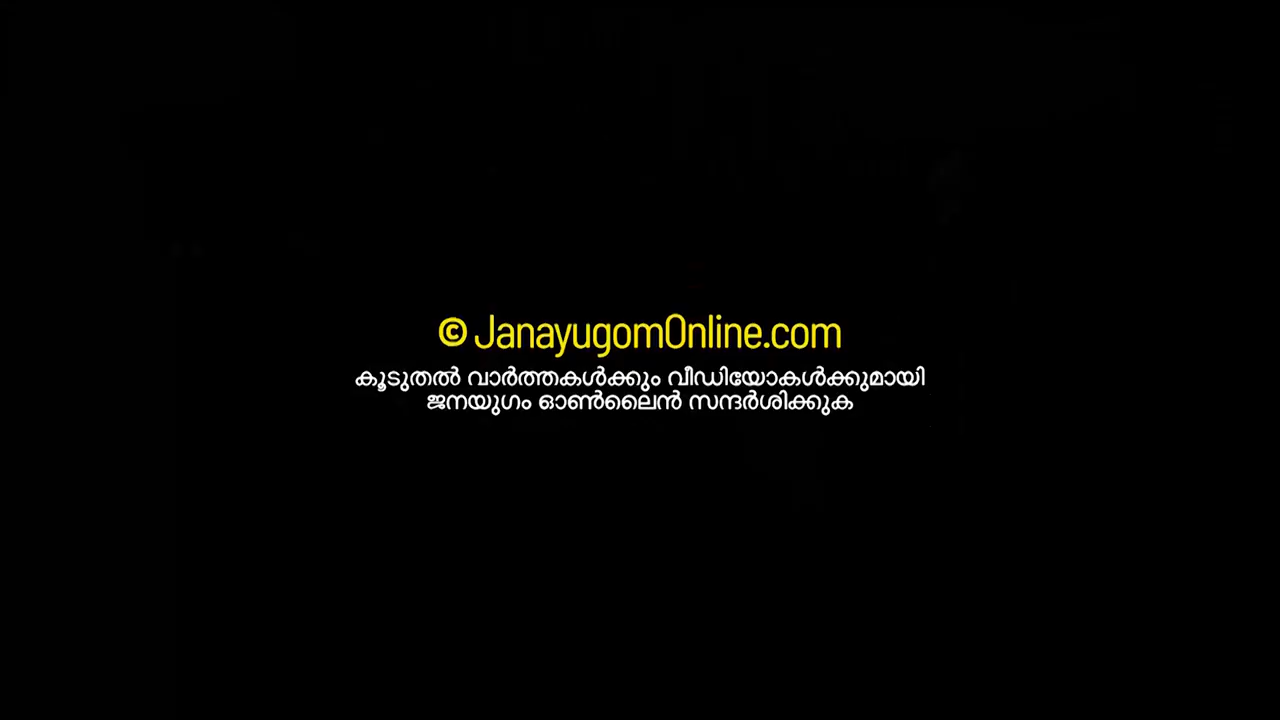 © JanayugomOnline.com
കൂടുതൽ വാർത്തകൾക്കും വീഡിയോകൾക്കുമായി
ജനയുഗം ഓൺലൈൻ സന്ദർശിക്കുക